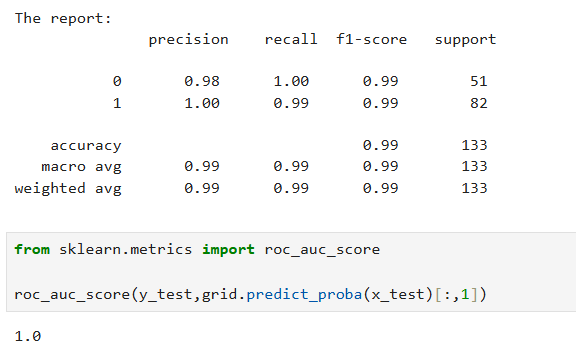 The report:
precision recall f1-score support
0 0.98 1.00 0.99 51
1 1.00 0.99 0.99 82
accuracy 0.99 133
macro avg 0.99 0.99 0.99 133
weighted avg 0.99 0.99 0.99 133
from sklearn.metrics import roc_auc_score
roc_auc_score(y_test,grid.predict_proba(x_test)[:,1])
1.0